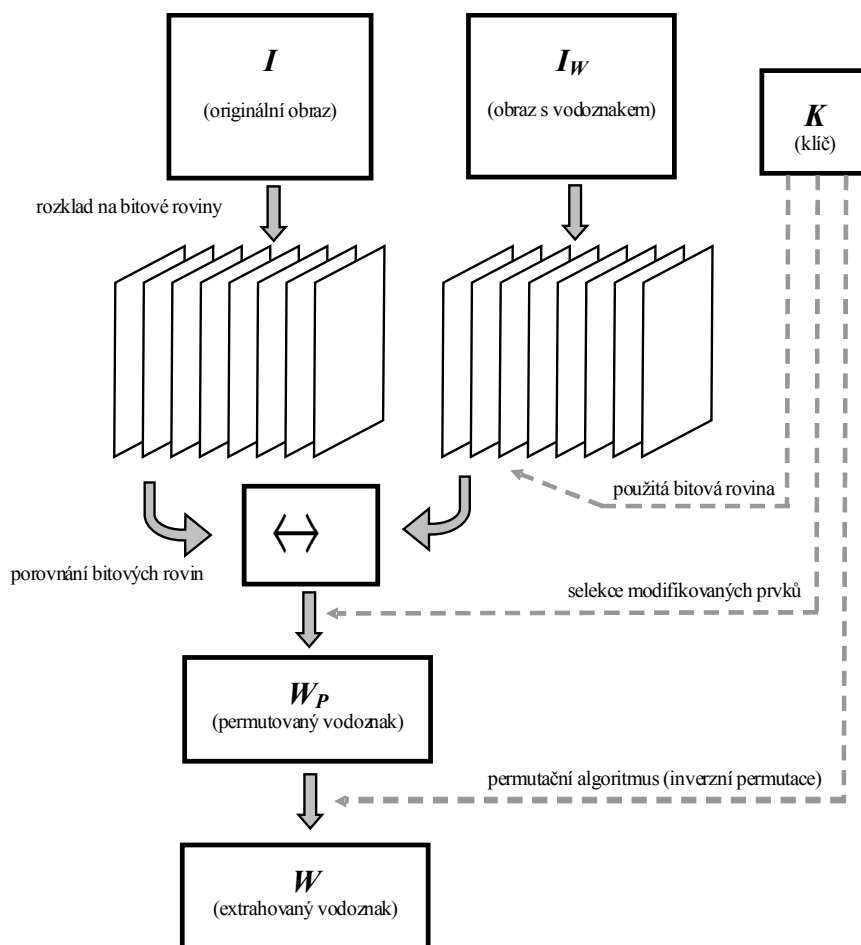 I
(originální obraz)
I_W
(obraz s vodoznakem)
K
(klíč)
rozklad na bitové roviny
použitá bitová rovina
porovnání bitových rovin
selekce modifikovaných prvků
W_P
(permutovaný vodoznak)
permutační algoritmus (inverzní permutace)
W
(extrahovaný vodoznak)